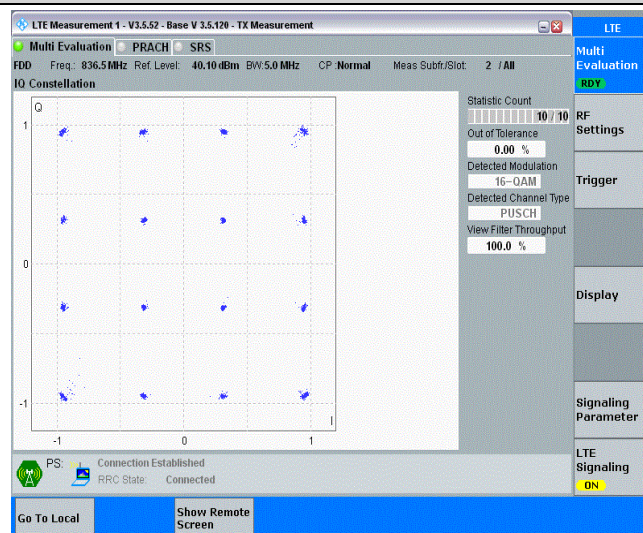 LTE Measurement 1 - V3.5.52 - Base V 3.5.120 - TX Measurement
LTE
Multi Evaluation PRACH SRS
FDD Freq.: 836.5 MHz Ref. Level: 40.10 dBm BW:5.0 MHz CP :Normal Meas Subfr./Slot: 2 / All
IQ Constellation
Multi
Evaluation
RDY
Q
1
0
-1
-1 0 1
I
Statistic Count
10 / 10
Out of Tolerance
0.00 %
Detected Modulation
16-QAM
Detected Channel Type
PUSCH
View Filter Throughput
100.0 %
RF
Settings
Trigger
Display
Signaling
Parameter
LTE
Signaling
ON
PS: Connection Established
RRC State: Connected
Go To Local
Show Remote
Screen